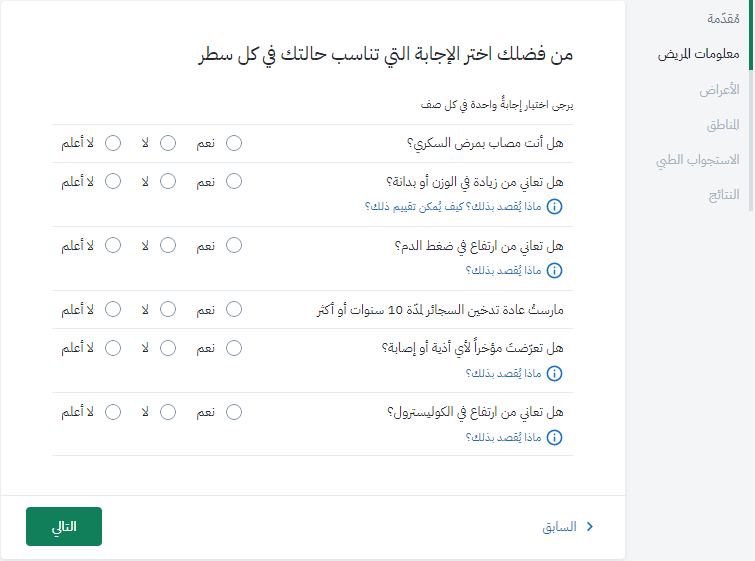 مُقدّمة
معلومات المريض
الأعراض
المناطق
الاستجواب الطبي
النتائج
من فضلك اختر الإجابة التي تناسب حالتك في كل سطر
يرجى اختيار إجابةً واحدة في كل صف
هل أنت مصاب بمرض السكري؟ نعم لا لا أعلم
هل تعاني من زيادة في الوزن أو بدانة؟ نعم لا لا أعلم
ماذا يُقصد بذلك؟ كيف يُمكن تقييم ذلك؟
هل تعاني من ارتفاع في ضغط الدم؟ نعم لا لا أعلم
ماذا يُقصد بذلك؟
مارستُ عادة تدخين السجائر لمدّة 10 سنوات أو أكثر نعم لا لا أعلم
هل تعرّضتَ مؤخراً لأي أذية أو إصابة؟ نعم لا لا أعلم
ماذا يُقصد بذلك؟
هل تعاني من ارتفاع في الكوليسترول؟ نعم لا لا أعلم
ماذا يُقصد بذلك؟
السابق
التالي